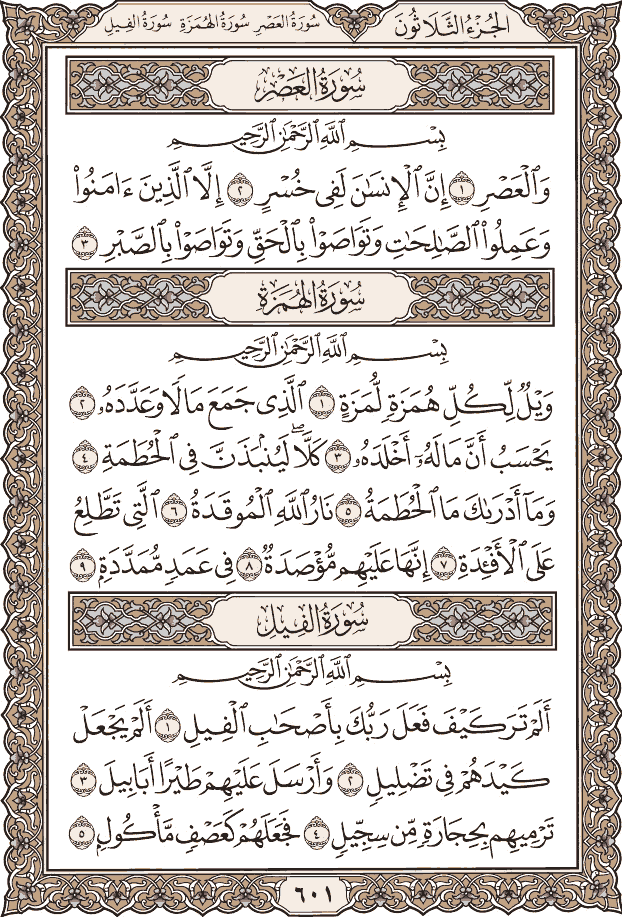 الجُزْءُ الثَّلَاثُونَ سُورَةُ العَصْرِ سُورَةُ الهُمَزَةِ سُورَةُ الفِيلِ
سُورَةُ العَصْرِ
بِسْمِ ٱللَّهِ ٱلرَّحْمَٰنِ ٱلرَّحِيمِ
وَٱلْعَصْرِ ١ إِنَّ ٱلْإِنسَٰنَ لَفِى خُسْرٍ ٢ إِلَّا ٱلَّذِينَ ءَامَنُوا۟
وَعَمِلُوا۟ ٱلصَّٰلِحَٰتِ وَتَوَاصَوْا۟ بِٱلْحَقِّ وَتَوَاصَوْا۟ بِٱلصَّبْرِ ٣
سُورَةُ الهُمَزَةِ
بِسْمِ ٱللَّهِ ٱلرَّحْمَٰنِ ٱلرَّحِيمِ
وَيْلٌ لِّكُلِّ هُمَزَةٍ لُّمَزَةٍ ١ ٱلَّذِى جَمَعَ مَالًا وَعَدَّدَهُۥ ٢
يَحْسَبُ أَنَّ مَالَهُۥٓ أَخْلَدَهُۥ ٣ كَلَّا ۖ لَيُنۢبَذَنَّ فِى ٱلْحُطَمَةِ ٤
وَمَآ أَدْرَىٰكَ مَا ٱلْحُطَمَةُ ٥ نَارُ ٱللَّهِ ٱلْمُوقَدَةُ ٦ ٱلَّتِى تَطَّلِعُ
عَلَى ٱلْأَفْـِٔدَةِ ٧ إِنَّهَا عَلَيْهِم مُّؤْصَدَةٌ ٨ فِى عَمَدٍ مُّمَدَّدَةٍۭ ٩
سُورَةُ الفِيلِ
بِسْمِ ٱللَّهِ ٱلرَّحْمَٰنِ ٱلرَّحِيمِ
أَلَمْ تَرَ كَيْفَ فَعَلَ رَبُّكَ بِأَصْحَٰبِ ٱلْفِيلِ ١ أَلَمْ يَجْعَلْ
كَيْدَهُمْ فِى تَضْلِيلٍ ٢ وَأَرْسَلَ عَلَيْهِمْ طَيْرًا أَبَابِيلَ ٣
تَرْمِيهِم بِحِجَارَةٍ مِّن سِجِّيلٍ ٤ فَجَعَلَهُمْ كَعَصْفٍ مَّأْكُولٍۭ ٥
٦٠١